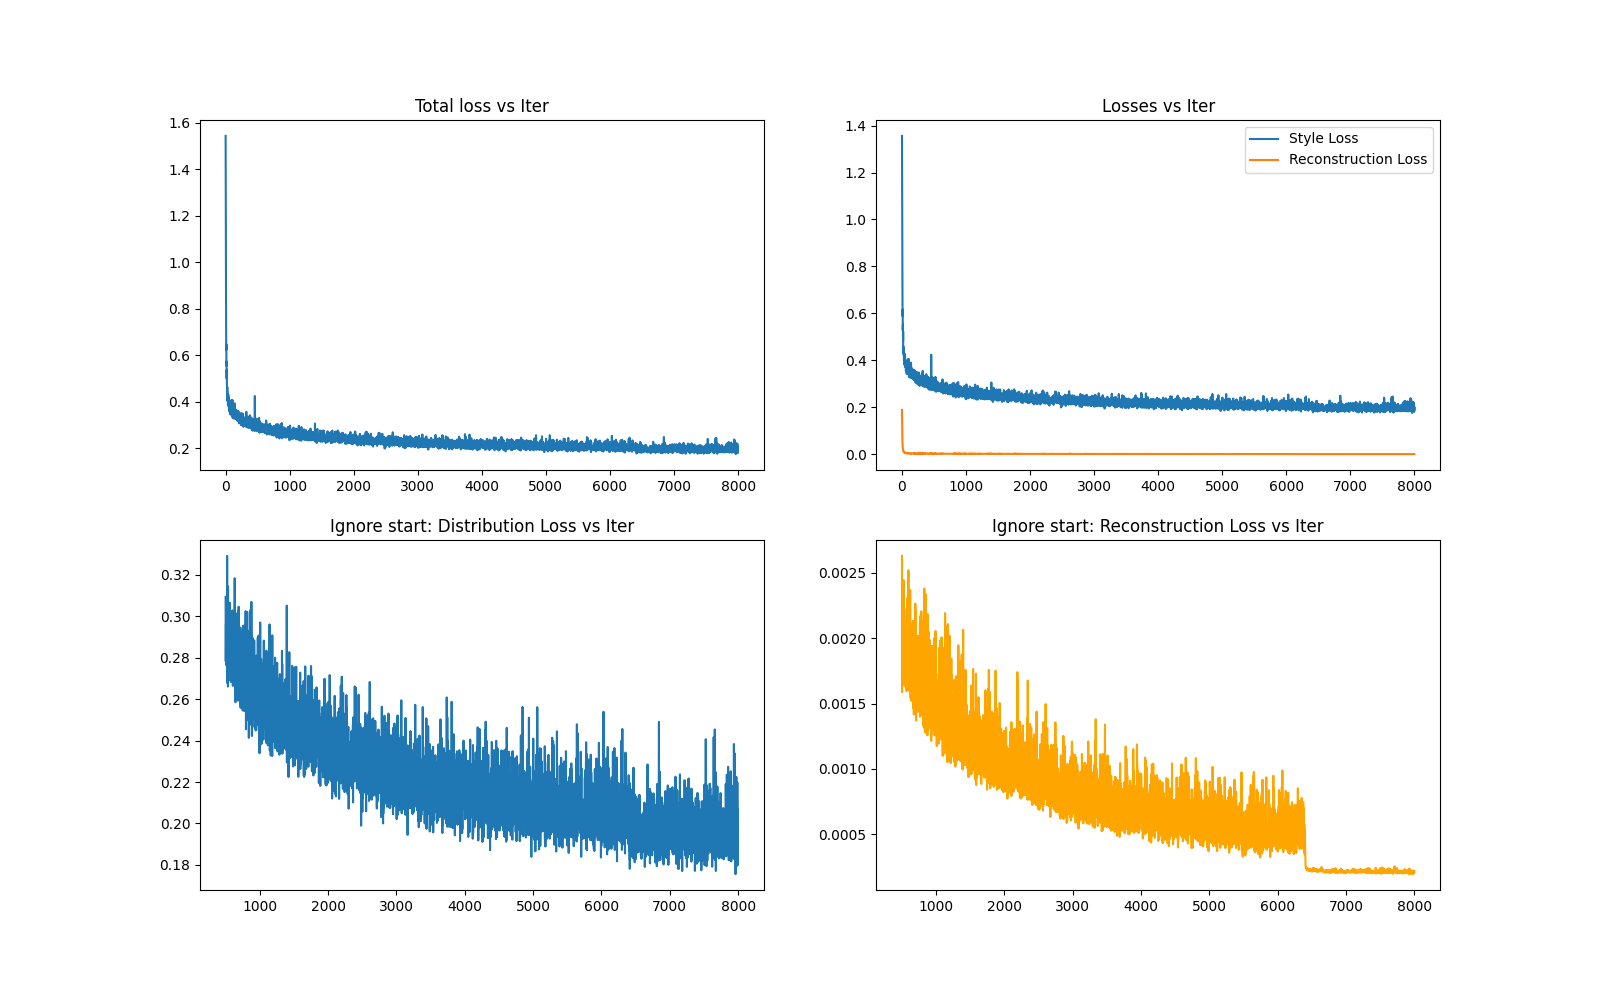 Total loss vs Iter
1.6
1.4
1.2
1.0
0.8
0.6
0.4
0.2
0 1000 2000 3000 4000 5000 6000 7000 8000
Losses vs Iter
Style Loss
Reconstruction Loss
1.4
1.2
1.0
0.8
0.6
0.4
0.2
0.0
0 1000 2000 3000 4000 5000 6000 7000 8000
Ignore start: Distribution Loss vs Iter
0.32
0.30
0.28
0.26
0.24
0.22
0.20
0.18
1000 2000 3000 4000 5000 6000 7000 8000
Ignore start: Reconstruction Loss vs Iter
0.0025
0.0020
0.0015
0.0010
0.0005
1000 2000 3000 4000 5000 6000 7000 8000